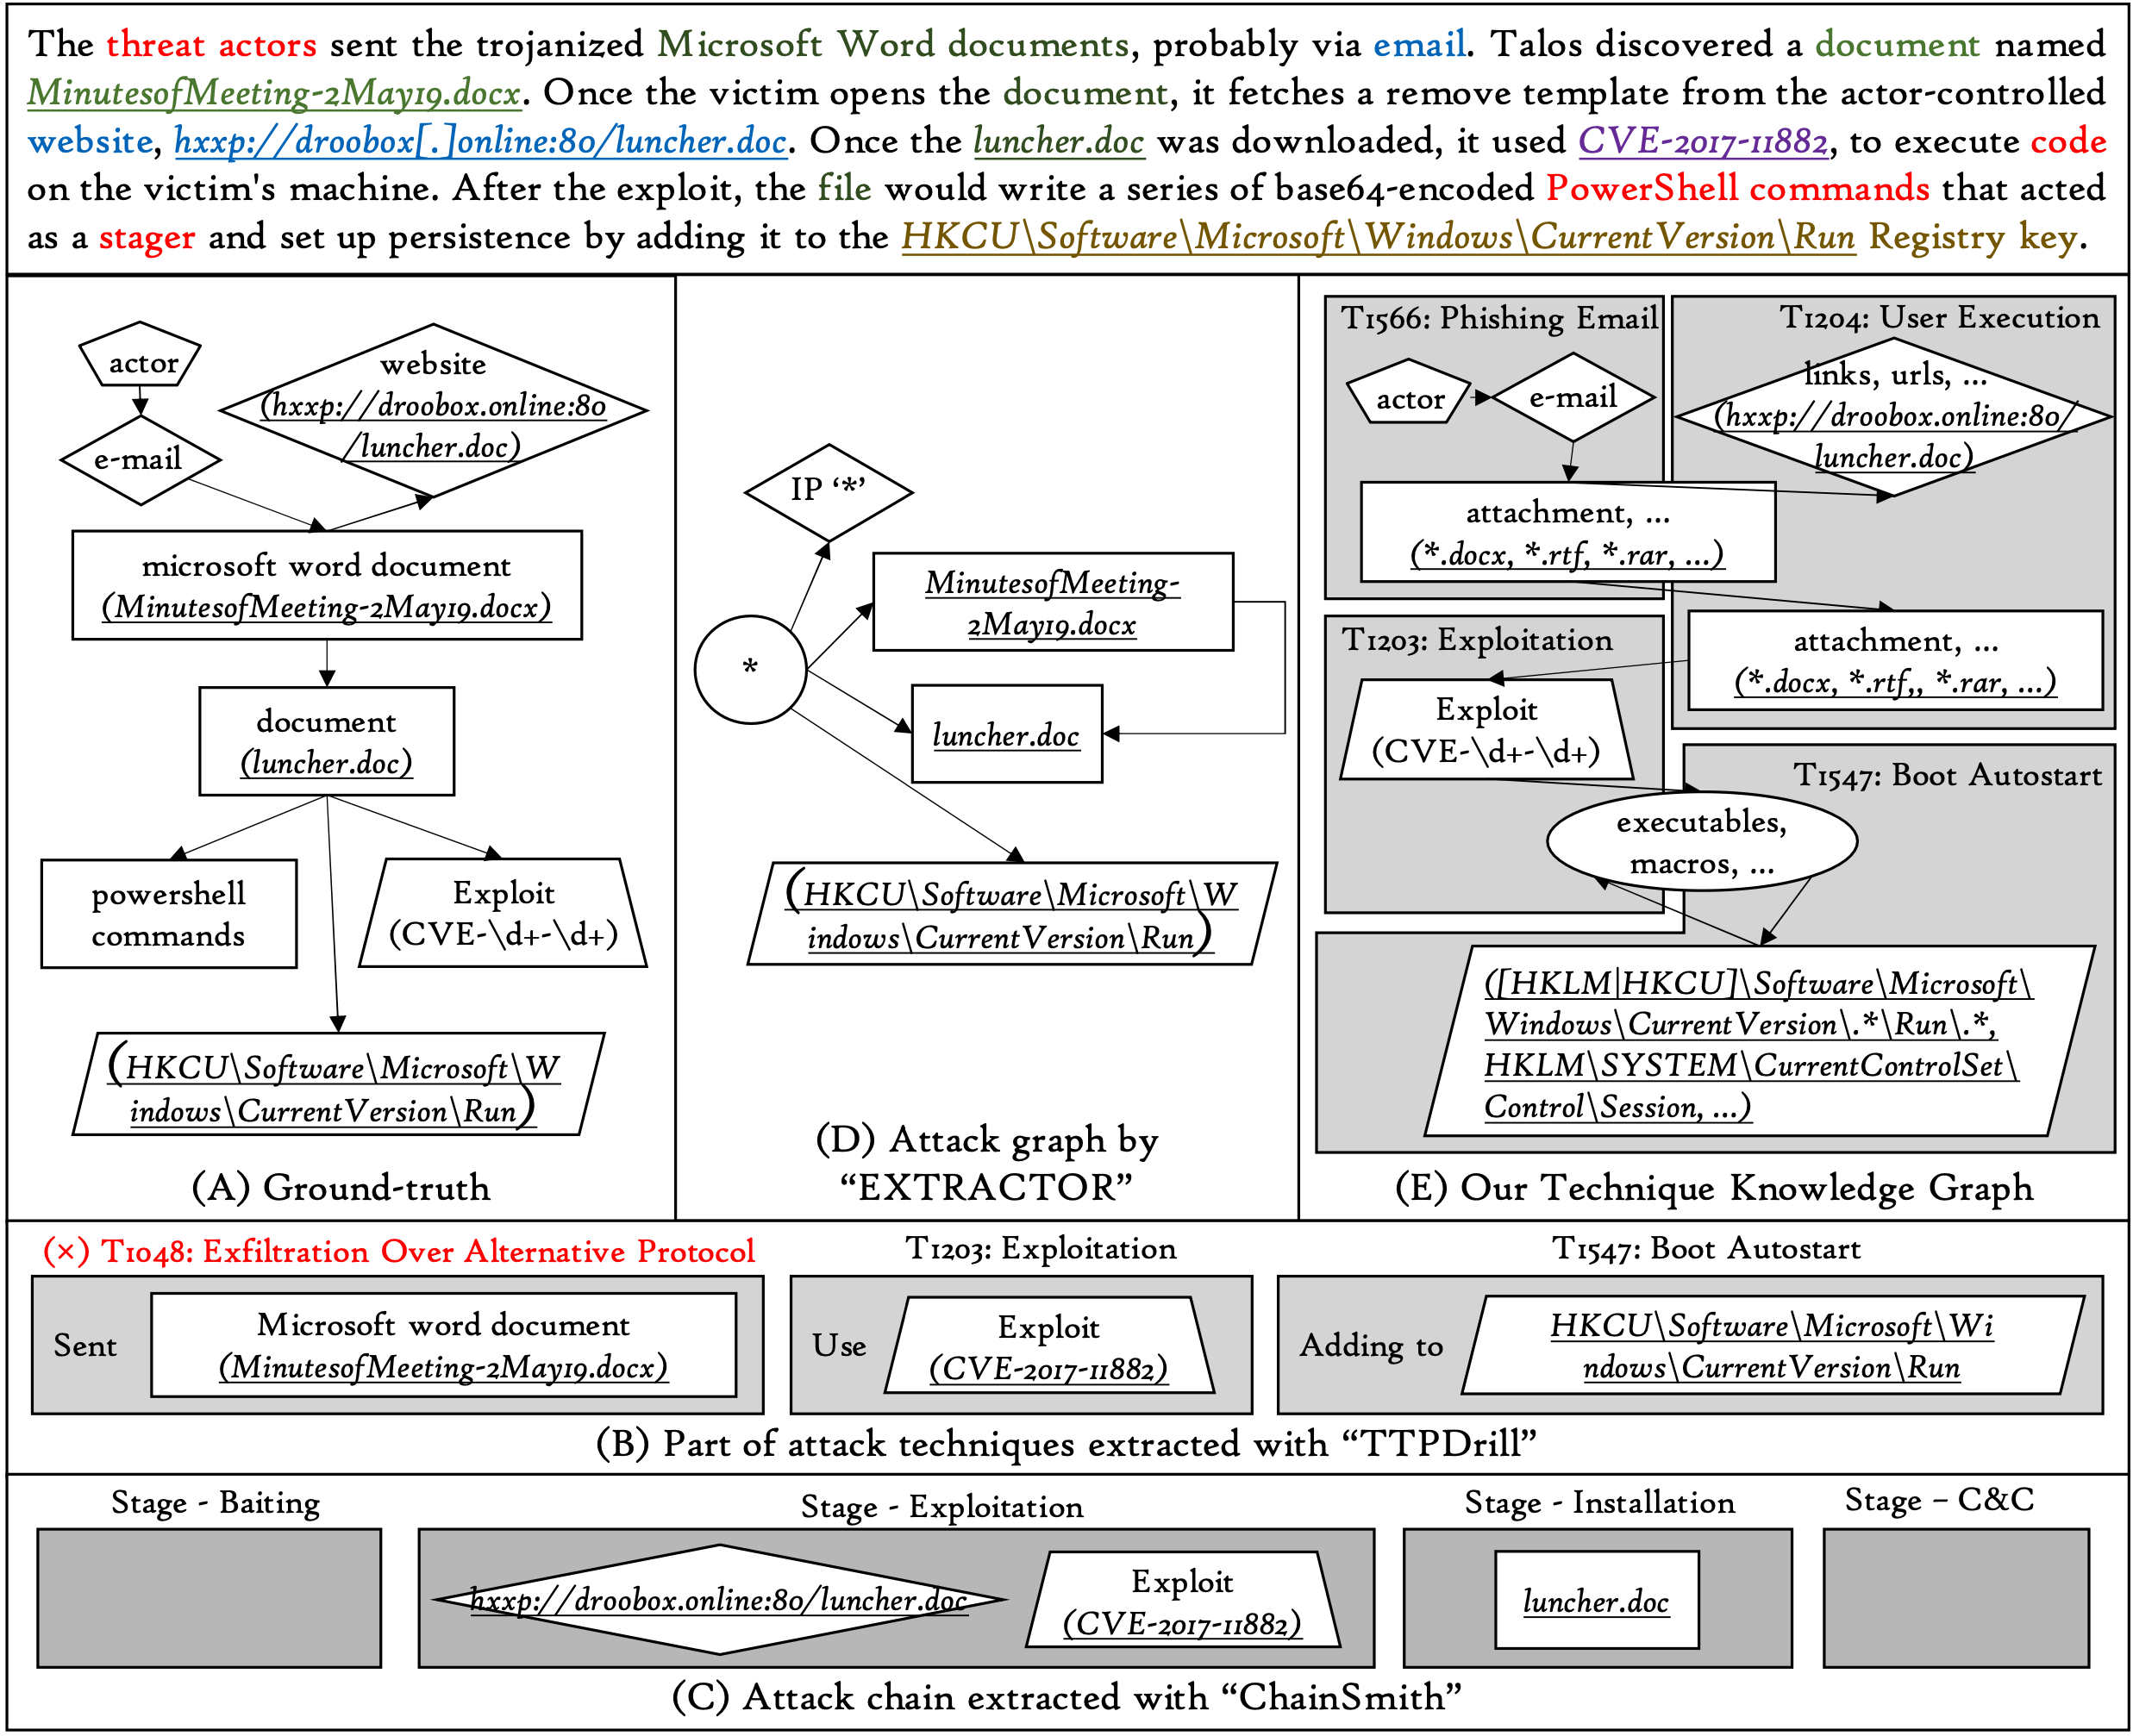 The threat actors sent the trojanized Microsoft Word documents, probably via email. Talos discovered a document named
MinutesofMeeting-2May19.docx. Once the victim opens the document, it fetches a remove template from the actor-controlled
website, hxxp://droobox[.]online:80/luncher.doc. Once the luncher.doc was downloaded, it used CVE-2017-11882, to execute code
on the victim's machine. After the exploit, the file would write a series of base64-encoded PowerShell commands that acted
as a stager and set up persistence by adding it to the HKCU\Software\Microsoft\Windows\CurrentVersion\Run Registry key.
actor
website
(hxxp://droobox.online:80
/luncher.doc)
e-mail
microsoft word document
(MinutesofMeeting-2May19.docx)
document
(luncher.doc)
powershell
commands
Exploit
(CVE-\d+-\d+)
(HKCU\Software\Microsoft\W
indows\CurrentVersion\Run)
(A) Ground-truth
IP ‘*’
MinutesofMeeting-
2May19.docx
*
luncher.doc
(HKCU\Software\Microsoft\W
indows\CurrentVersion\Run)
(D) Attack graph by
“EXTRACTOR”
T1566: Phishing Email
T1204: User Execution
actor
e-mail
links, urls, ...
(hxxp://droobox.online:80/
luncher.doc)
attachment, ...
(*.docx, *.rtf, *.rar, ...)
T1203: Exploitation
attachment, ...
(*.docx, *.rtf,, *.rar, ...)
Exploit
(CVE-\d+-\d+)
T1547: Boot Autostart
executables,
macros, ...
([HKLM|HKCU]\Software\Microsoft\
Windows\CurrentVersion\.*\Run\.*,
HKLM\SYSTEM\CurrentControlSet\
Control\Session, ...)
(E) Our Technique Knowledge Graph
(×) T1048: Exfiltration Over Alternative Protocol
T1203: Exploitation
T1547: Boot Autostart
Sent
Microsoft word document
(MinutesofMeeting-2May19.docx)
Use
Exploit
(CVE-2017-11882)
Adding to
HKCU\Software\Microsoft\Wi
ndows\CurrentVersion\Run
(B) Part of attack techniques extracted with “TTPDrill”
Stage - Baiting
Stage - Exploitation
Stage - Installation
Stage – C&C
hxxp://droobox.online:80/luncher.doc
Exploit
(CVE-2017-11882)
luncher.doc
(C) Attack chain extracted with “ChainSmith”